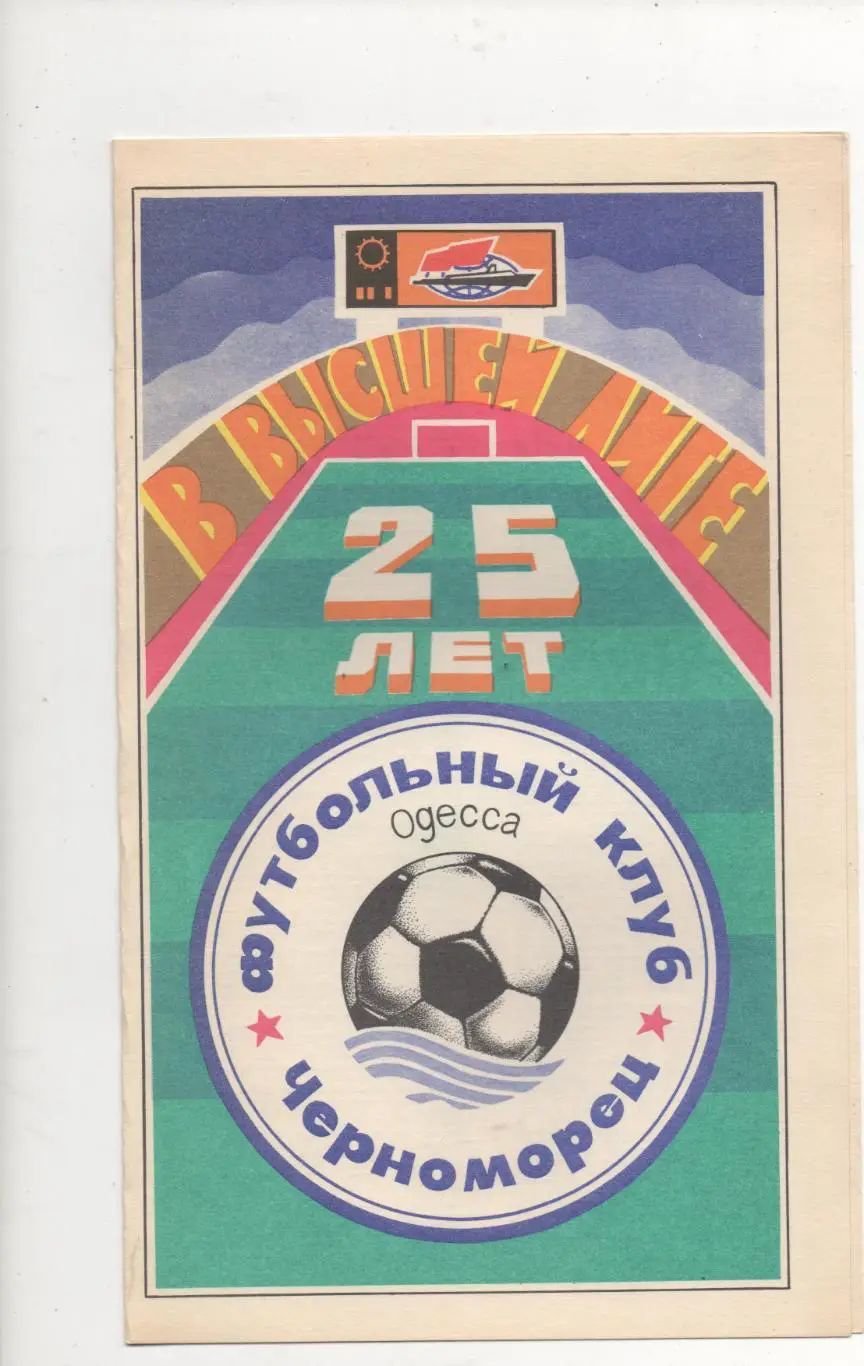 В ВЫСШЕЙ ЛИГЕ
25
ЛЕТ
футбольный клуб
Одесса
Черноморец